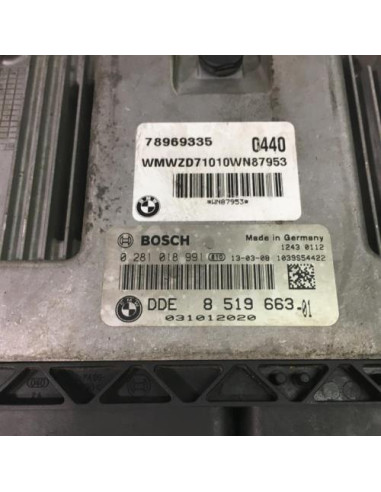 78969335 0440
WMWZD71010WN87953
*WN87953*
BOSCH Made in Germany
1243 0112
0 281 018 991 13-03-08 1039S54422
DDE 8 519 663-01
031012020